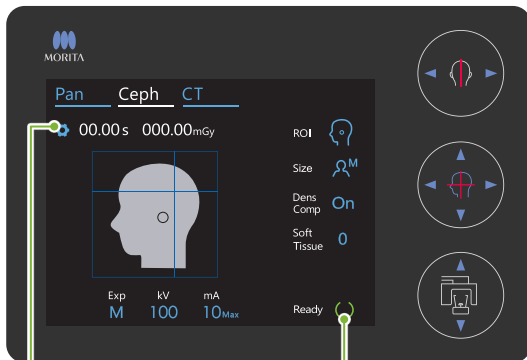 MORITA
Pan Ceph CT
00.00 s 000.00mGy
ROI
Size M
Dens
Comp On
Soft
Tissue 0
Exp kV mA
M 100 10Max
Ready